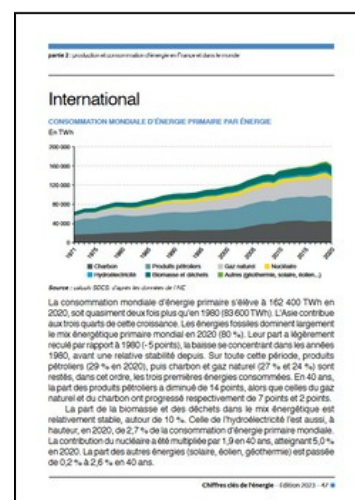 partie 2 : production et consommation d'énergie en France et dans le monde
International
CONSOMMATION MONDIALE D'ÉNERGIE PRIMAIRE PAR ÉNERGIE
En TWh
200 000
160 000
120 000
80 000
40 000
0
1971
1975
1980
1985
1990
1995
2000
2005
2010
2015
2020
Charbon
Produits pétroliers
Gaz naturel
Nucléaire
Hydroélectricité
Biomasse et déchets
Autres (géothermie, solaire, éolien...)
Source : calculs SDES, d'après les données de l'AIE
La consommation mondiale d'énergie primaire s'élève à 162 400 TWh en
2020, soit quasiment deux fois plus qu'en 1980 (83 600 TWh). L'Asie contribue
aux trois quarts de cette croissance. Les énergies fossiles dominent largement
le mix énergétique primaire mondial en 2020 (80 %). Leur part a légèrement
reculé par rapport à 1980 (- 5 points), la baisse se concentrant dans les années
1980, avant une relative stabilité depuis. Sur toute cette période, produits
pétroliers (29 % en 2020), puis charbon et gaz naturel (27 % et 24 %) sont
restés, dans cet ordre, les trois premières énergies consommées. En 40 ans,
la part des produits pétroliers a diminué de 14 points, alors que celles du gaz
naturel et du charbon ont progressé respectivement de 7 points et 2 points.
La part de la biomasse et des déchets dans le mix énergétique est
relativement stable, autour de 10 %. Celle de l'hydroélectricité l'est aussi, à
hauteur, en 2020, de 2,7 % de la consommation d'énergie primaire mondiale.
La contribution du nucléaire a été multipliée par 1,9 en 40 ans, atteignant 5,0 %
en 2020. La part des autres énergies (solaire, éolien, géothermie) est passée
de 0,2 % à 2,6 % en 40 ans.
Chiffres clés de l'énergie - Édition 2023 - 47